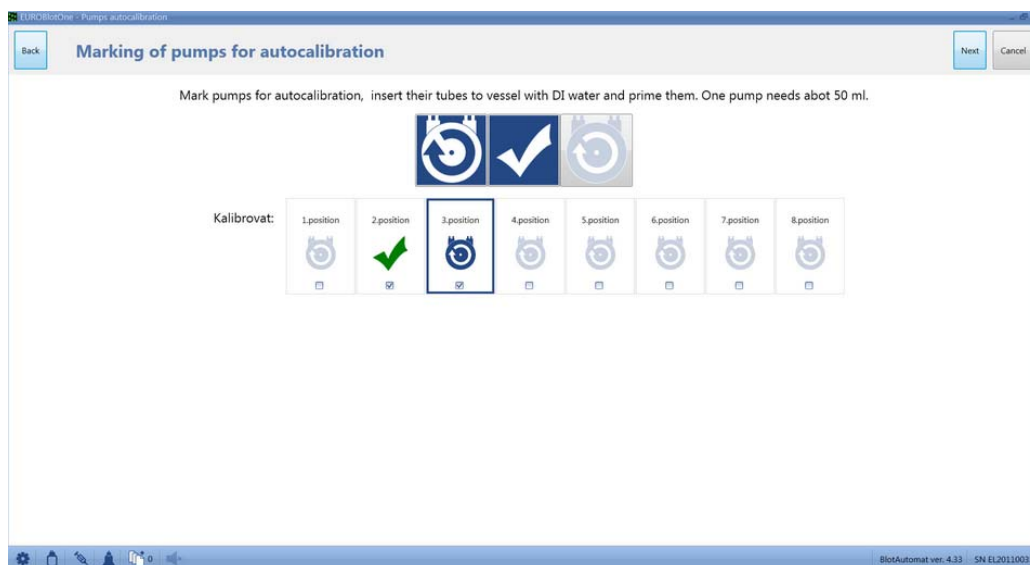 EUROBlotOne - Pumps autocalibration
Back
Marking of pumps for autocalibration
Next
Cancel
Mark pumps for autocalibration, insert their tubes to vessel with DI water and prime them. One pump needs abot 50 ml.
Kalibrovat:
1.position
2.position
3.position
4.position
5.position
6.position
7.position
8.position
0
BlotAutomat ver. 4.33
SN EL2011003